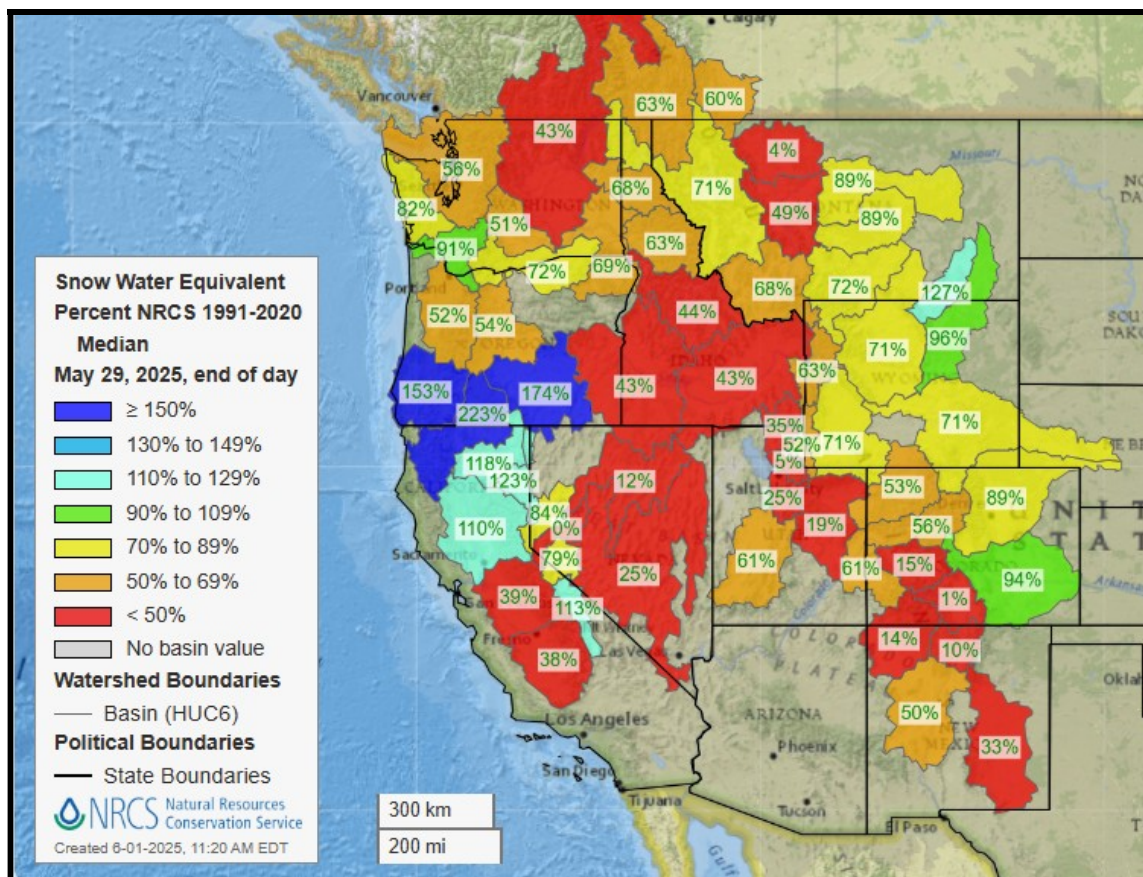 Calgary
Vancouver
63%
60%
43%
4%
56%
68%
71%
89%
Missouri
82%
49%
89%
51%
63%
91%
72%
69%
68%
72%
127%
Portland
44%
52%
54%
71%
96%
153%
174%
43%
43%
63%
223%
35%
52%
71%
71%
118%
5%
123%
12%
25%
53%
89%
84%
0%
19%
56%
110%
Sacramento
79%
61%
61%
15%
94%
Arkansas
25%
39%
113%
1%
Colorado
Fresno
Las Vegas
14%
10%
38%
COLORADO
PLATEAU
Los Angeles
ARIZONA
50%
33%
Phoenix
San Diego
Tijuana
Tucson
El Paso
Gulf
Snow Water Equivalent
Percent NRCS 1991-2020
Median
May 29, 2025, end of day
≥ 150%
130% to 149%
110% to 129%
90% to 109%
70% to 89%
50% to 69%
< 50%
No basin value
Watershed Boundaries
Basin (HUC6)
Political Boundaries
State Boundaries
NRCS Natural Resources
Conservation Service
Created 6-01-2025, 11:20 AM EDT
300 km
200 mi